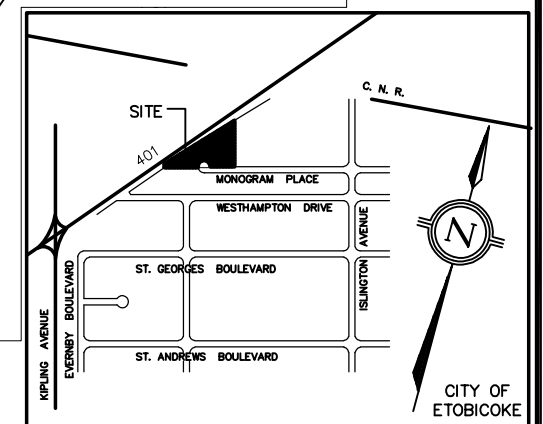 C. N. R.
SITE
401
MONOGRAM PLACE
WESTHAMPTON DRIVE
ISLINGTON AVENUE
N
ST. GEORGES BOULEVARD
EVERNBY BOULEVARD
KIPLING AVENUE
ST. ANDREWS BOULEVARD
CITY OF
ETOBICOKE